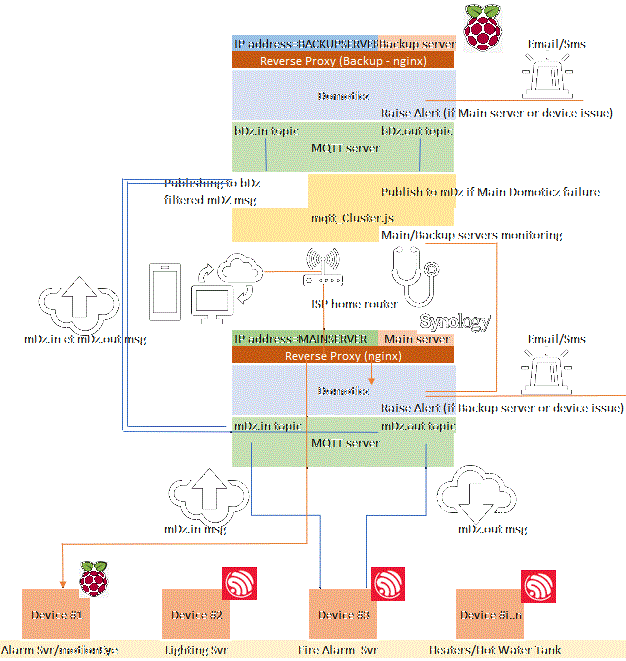 IP address =BACKUPSERVER Backup server
Reverse Proxy (Backup - nginx)
Email/Sms
Domoticz
Raise Alert (if Main server or device issue)
bDz.in topic
bDz.out topic
MQTT server
Publishing to bDz
filtered mDZ msg
Publish to mDz if Main Domoticz failure
mqtt_Cluster.js
Main/Backup servers monitoring
ISP home router
Synology
mDz.in et mDz.out msg
IP address =MAINSERVER Main server
Reverse Proxy (nginx)
Email/Sms
Domoticz
Raise Alert (if Backup server or device issue)
mDz.in topic
mDz.out topic
MQTT server
mDz.in msg
mDz.out msg
Device #1
Device #2
Device #3
Device #i..n
Alarm Svr/motionEye
Lighting Svr
Fire Alarm Svr
Heaters/Hot Water Tank